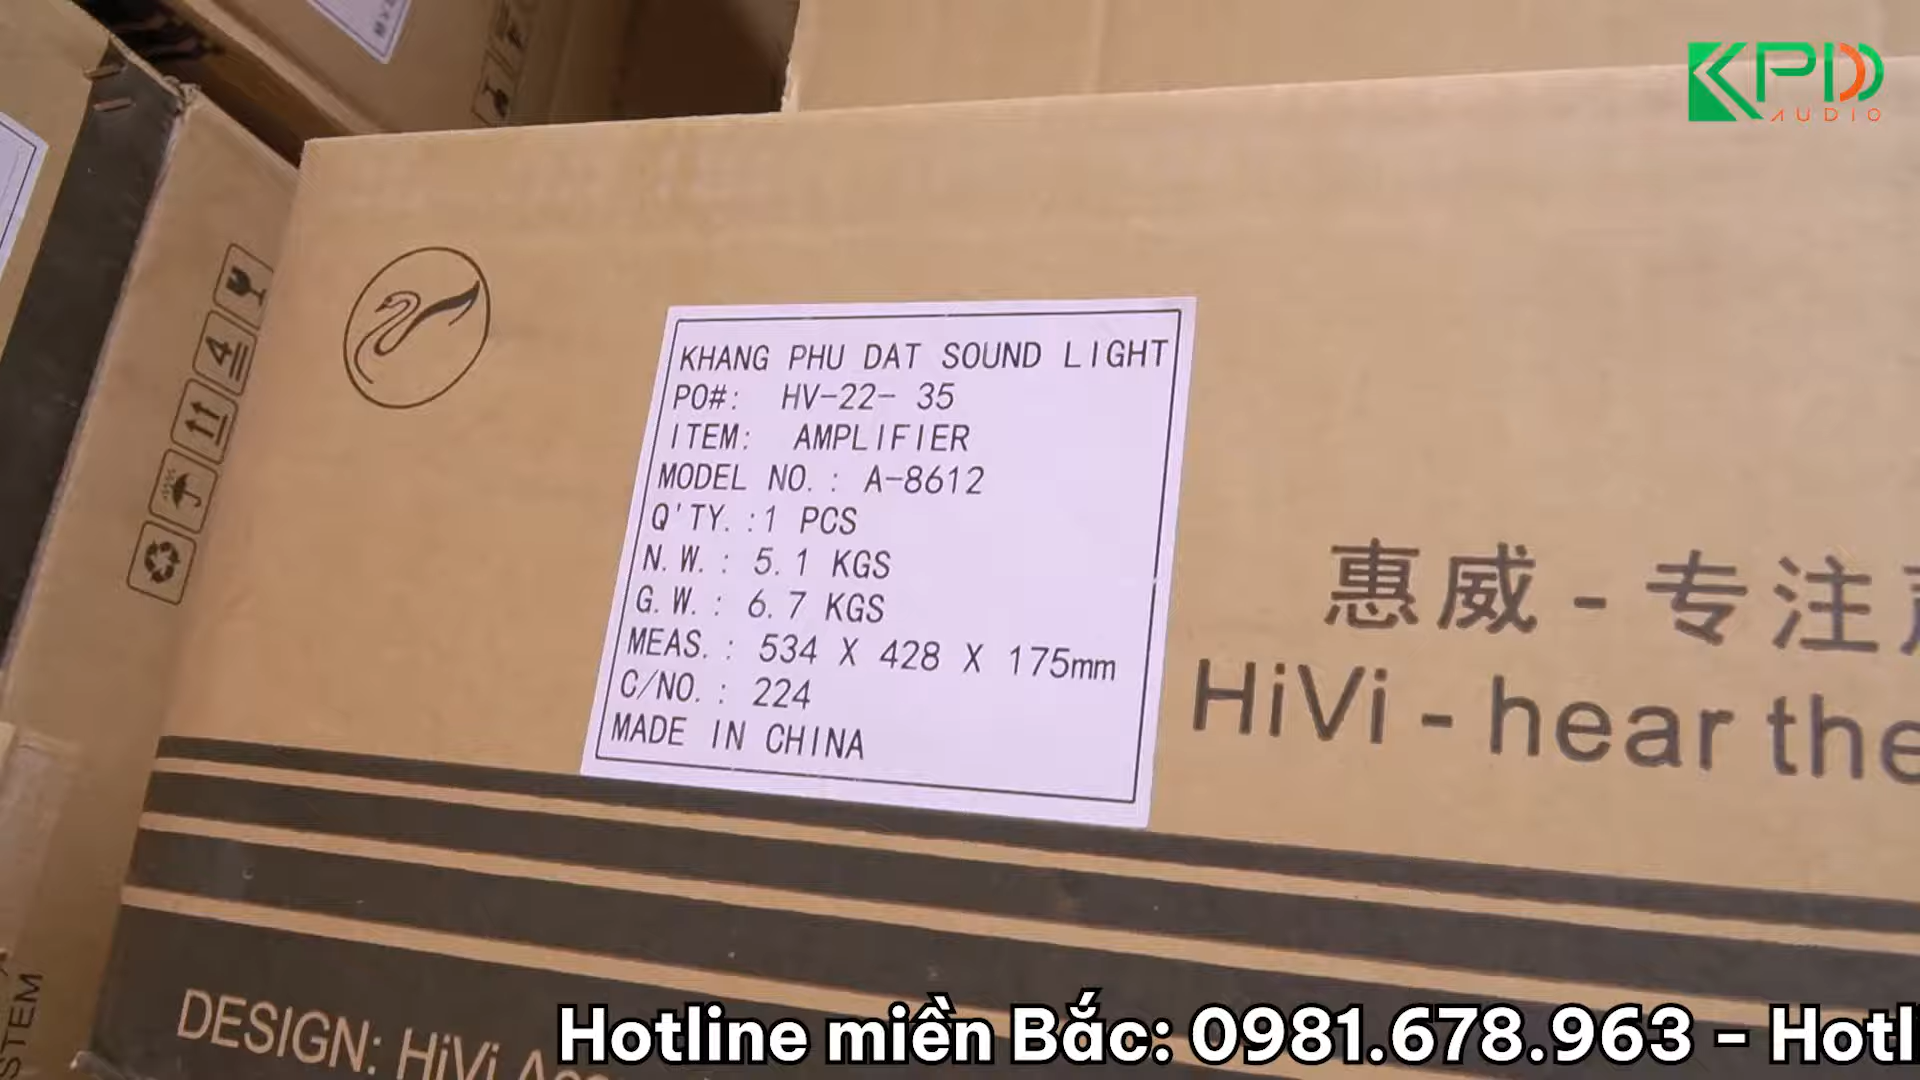 KPD
AUDIO
KHANG PHU DAT SOUND LIGHT
PO#: HV-22- 35
ITEM: AMPLIFIER
MODEL NO.: A-8612
Q'TY.:1 PCS
N.W.: 5.1 KGS
G.W.: 6.7 KGS
MEAS.: 534 X 428 X 175mm
C/NO.: 224
MADE IN CHINA
4
惠威-专注
HiVi - hear the
DESIGN: HiVi
Hotline miền Bắc: 0981.678.963 - Hotl